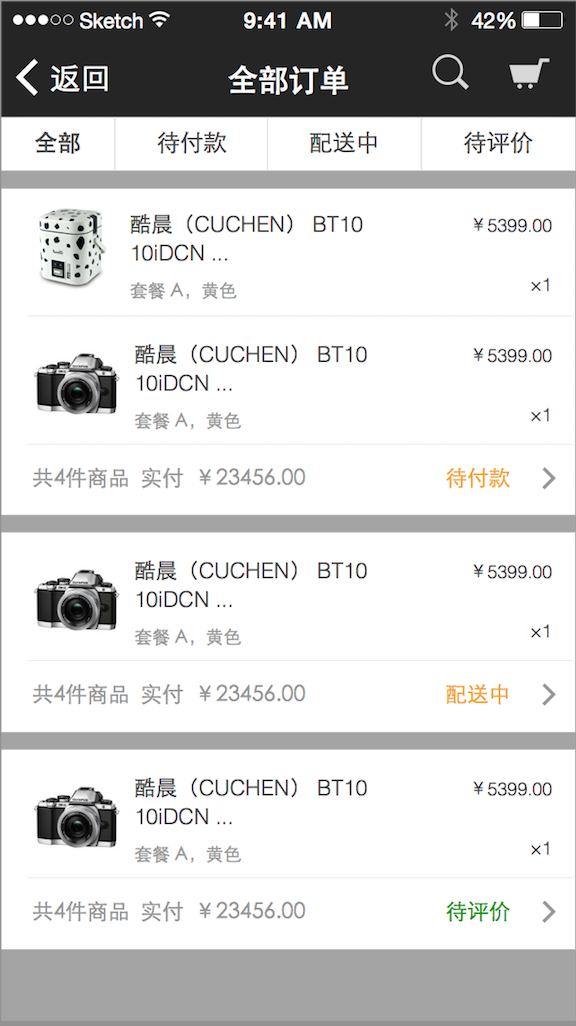 Sketch 9:41 AM 42%
返回 全部订单
全部 待付款 配送中 待评价
酷晨（CUCHEN） BT10 ￥5399.00
10iDCN ...
套餐 A，黄色 ×1
酷晨（CUCHEN） BT10 ￥5399.00
10iDCN ...
套餐 A，黄色 ×1
共4件商品 实付 ￥23456.00 待付款
酷晨（CUCHEN） BT10 ￥5399.00
10iDCN ...
套餐 A，黄色 ×1
共4件商品 实付 ￥23456.00 配送中
酷晨（CUCHEN） BT10 ￥5399.00
10iDCN ...
套餐 A，黄色 ×1
共4件商品 实付 ￥23456.00 待评价